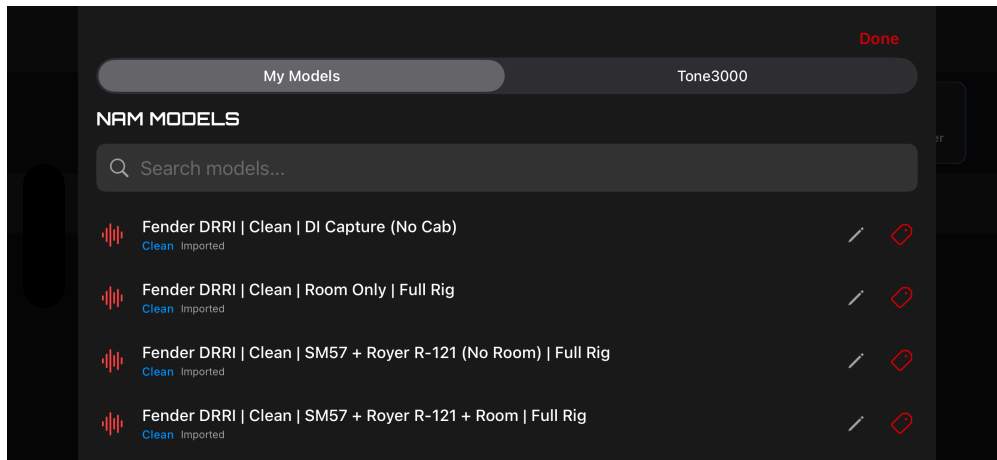 Done
My Models
Tone3000
NAM MODELS
Search models...
Fender DRRI | Clean | DI Capture (No Cab)
Clean Imported
Fender DRRI | Clean | Room Only | Full Rig
Clean Imported
Fender DRRI | Clean | SM57 + Royer R-121 (No Room) | Full Rig
Clean Imported
Fender DRRI | Clean | SM57 + Royer R-121 + Room | Full Rig
Clean Imported